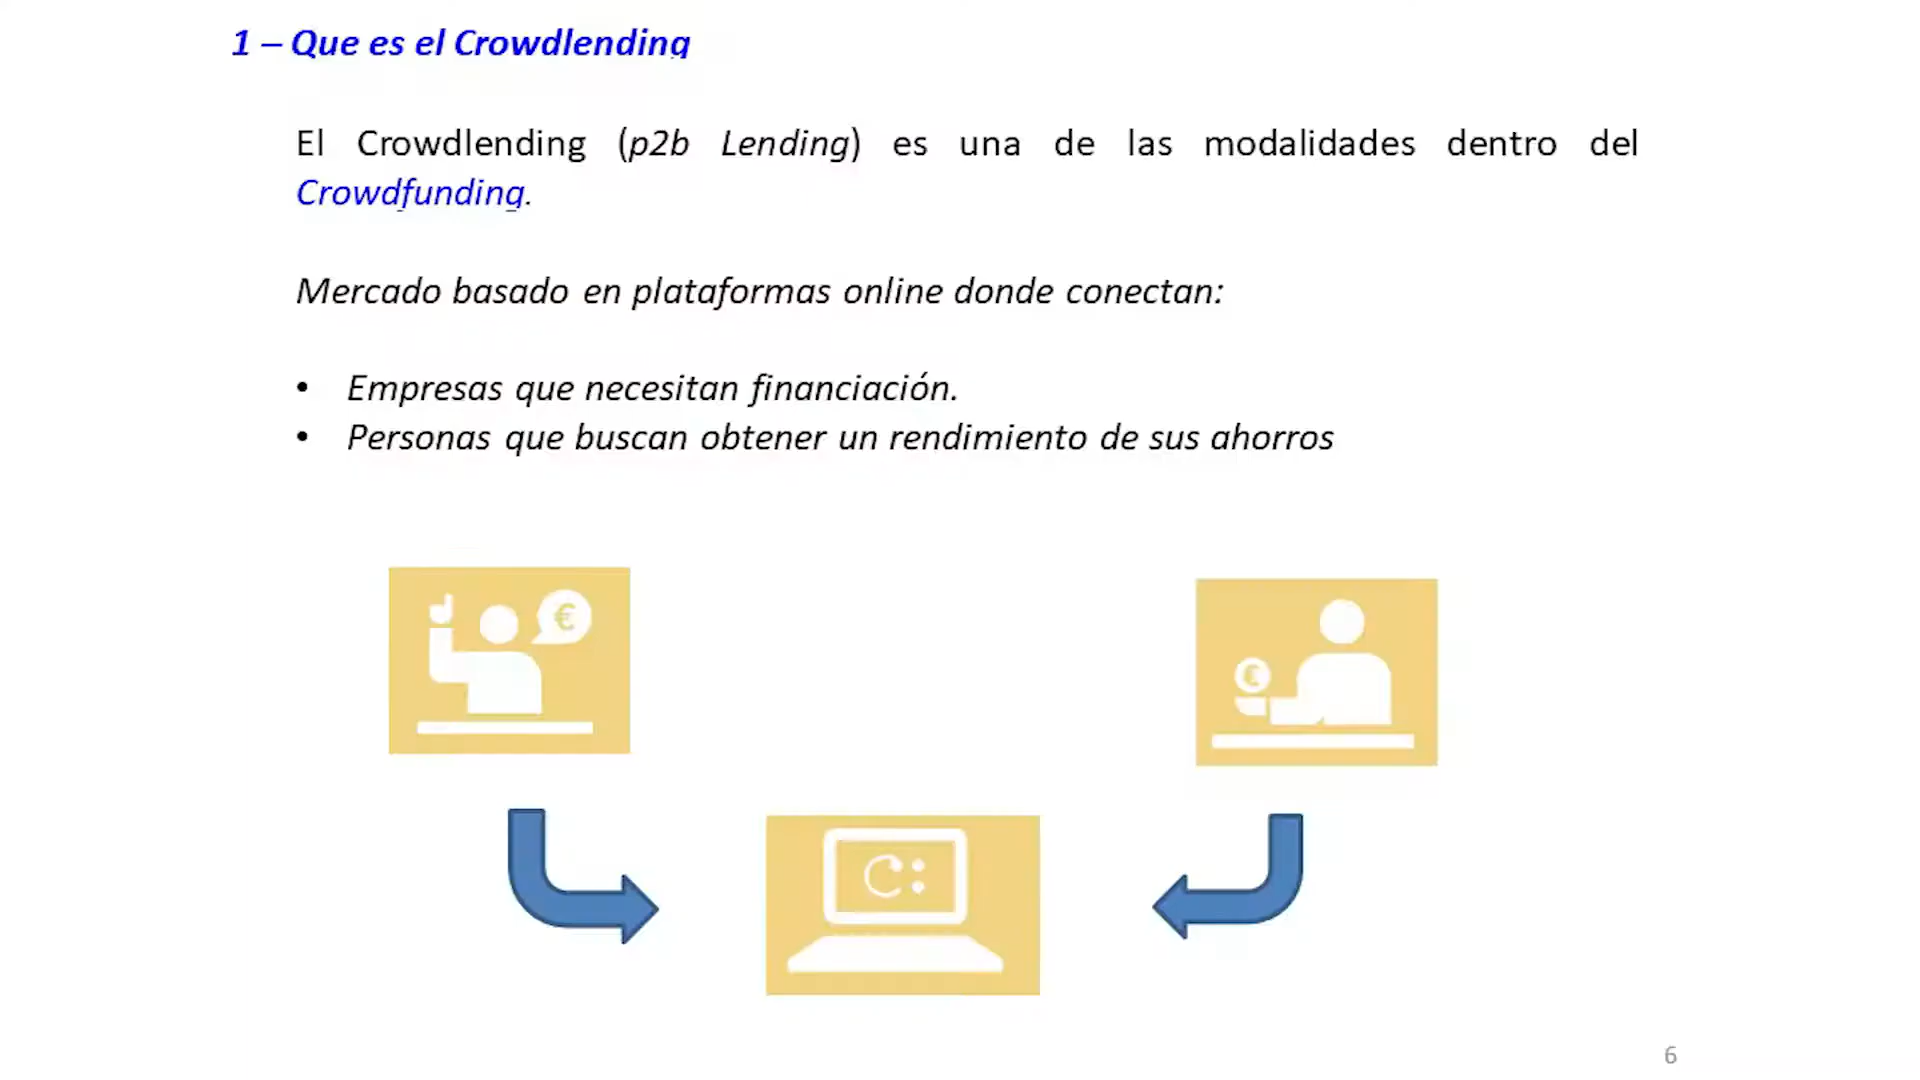 1 – Que es el Crowdlending
El Crowdlending (p2b Lending) es una de las modalidades dentro del
Crowdfunding.
Mercado basado en plataformas online donde conectan:
• Empresas que necesitan financiación.
• Personas que buscan obtener un rendimiento de sus ahorros
€
€
C:
6